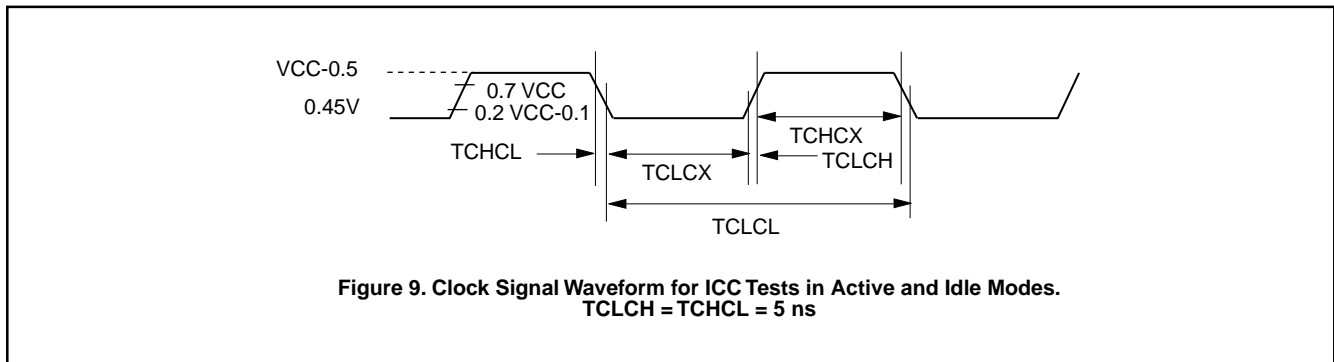 VCC-0.5
0.7 VCC
0.45V
0.2 VCC-0.1
TCHCX
TCHCL
TCLCH
TCLCX
TCLCL
Figure 9. Clock Signal Waveform for ICC Tests in Active and Idle Modes.
TCLCH = TCHCL = 5 ns